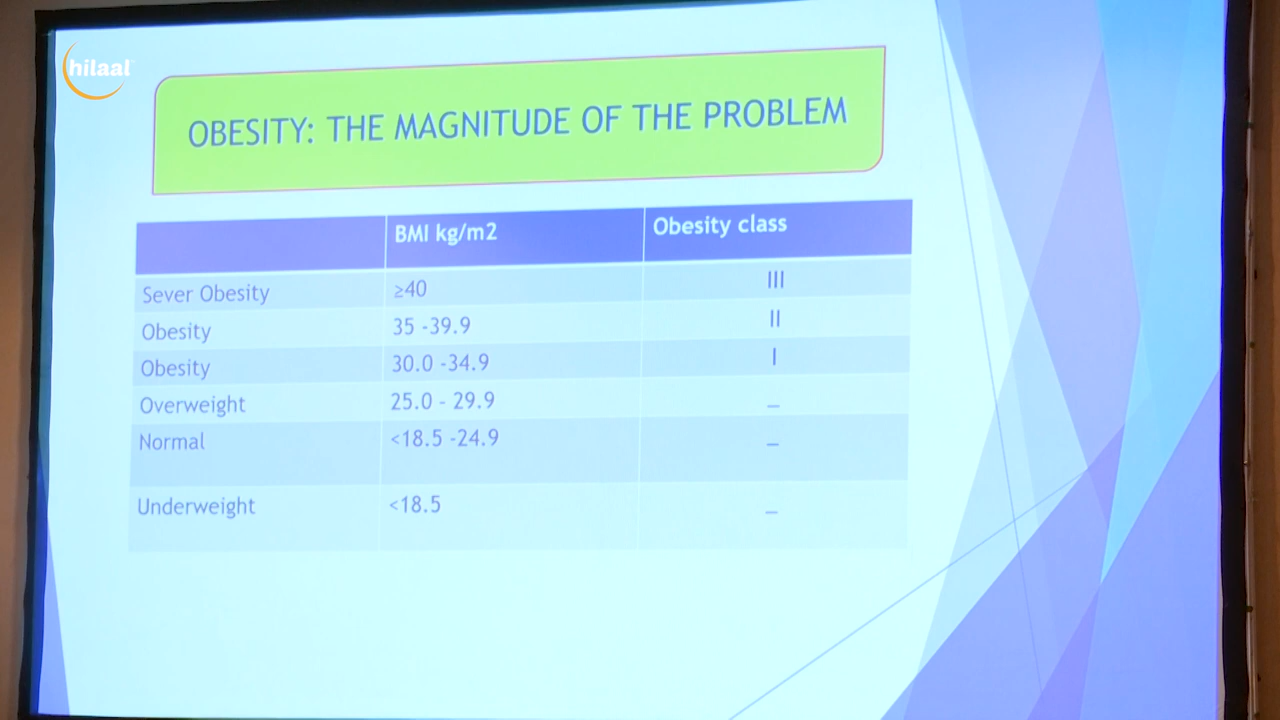 hilaal
OBESITY: THE MAGNITUDE OF THE PROBLEM
BMI kg/m2 Obesity class
Sever Obesity ≥40 III
Obesity 35 -39.9 II
Obesity 30.0 -34.9 I
Overweight 25.0 - 29.9 _
Normal <18.5 -24.9 _
Underweight <18.5 _